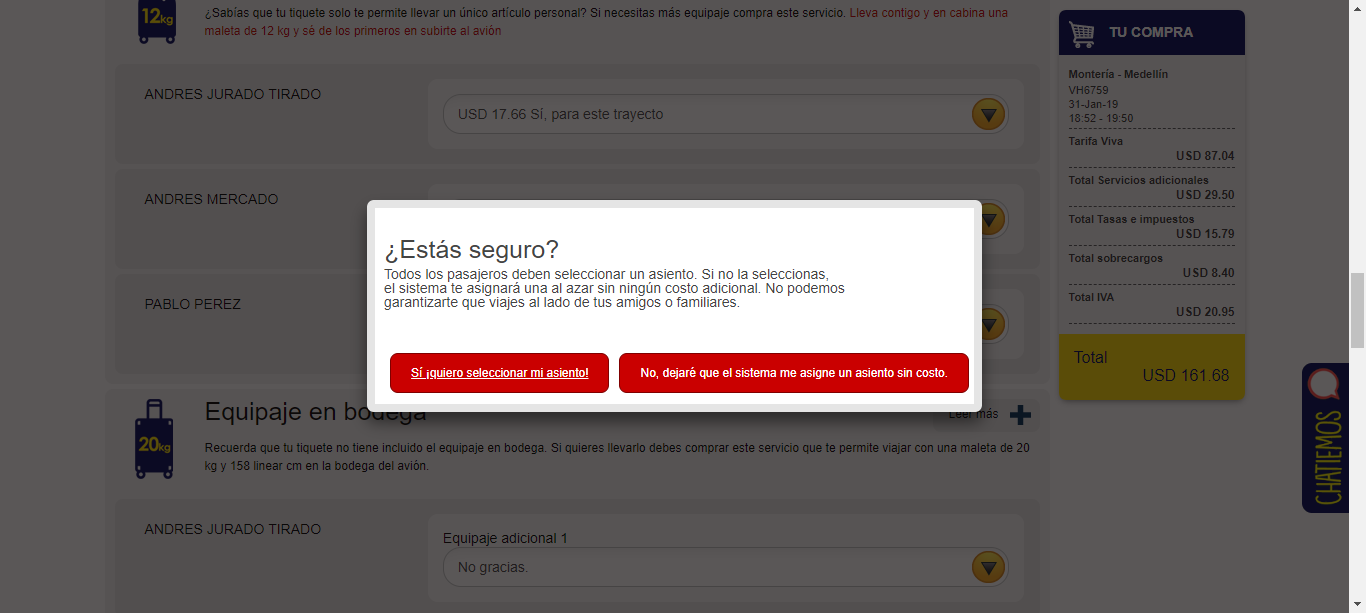 12kg
¿Sabías que tu tiquete solo te permite llevar un único artículo personal? Si necesitas más equipaje compra este servicio. Lleva contigo y en cabina una
maleta de 12 kg y sé de los primeros en subirte al avión
ANDRES JURADO TIRADO
USD 17.66 Sí, para este trayecto
ANDRES MERCADO
PABLO PEREZ
¿Estás seguro?
Todos los pasajeros deben seleccionar un asiento. Si no la seleccionas,
el sistema te asignará una al azar sin ningún costo adicional. No podemos
garantizarte que viajes al lado de tus amigos o familiares.
Sí ¡quiero seleccionar mi asiento!
No, dejaré que el sistema me asigne un asiento sin costo.
20kg
Equipaje en bodega
Leer más
Recuerda que tu tiquete no tiene incluido el equipaje en bodega. Si quieres llevarlo debes comprar este servicio que te permite viajar con una maleta de 20
kg y 158 linear cm en la bodega del avión.
ANDRES JURADO TIRADO
Equipaje adicional 1
No gracias.
TU COMPRA
Montería - Medellín
VH6759
31-Jan-19
18:52 - 19:50
Tarifa Viva
USD 87.04
Total Servicios adicionales
USD 29.50
Total Tasas e impuestos
USD 15.79
Total sobrecargos
USD 8.40
Total IVA
USD 20.95
Total
USD 161.68
CHATIEMOS